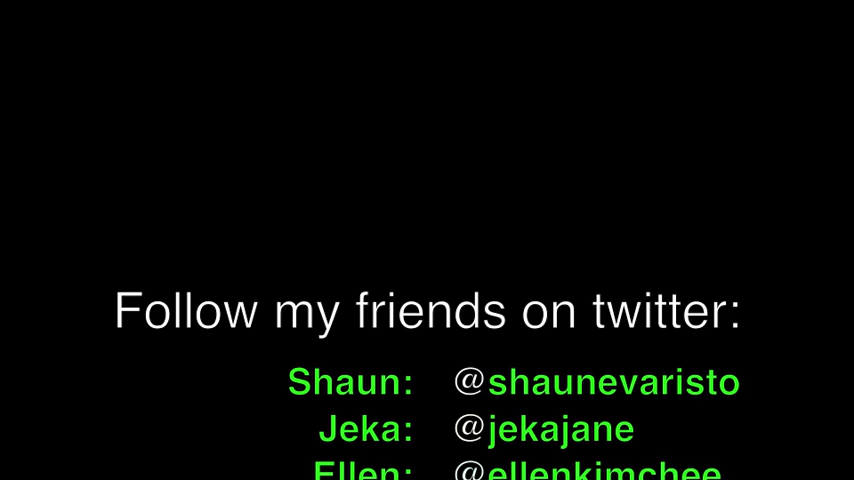 Follow my friends on twitter:
Shaun: @shaunevaristo
Jeka: @jekajane
Ellen: @ellenkimchee